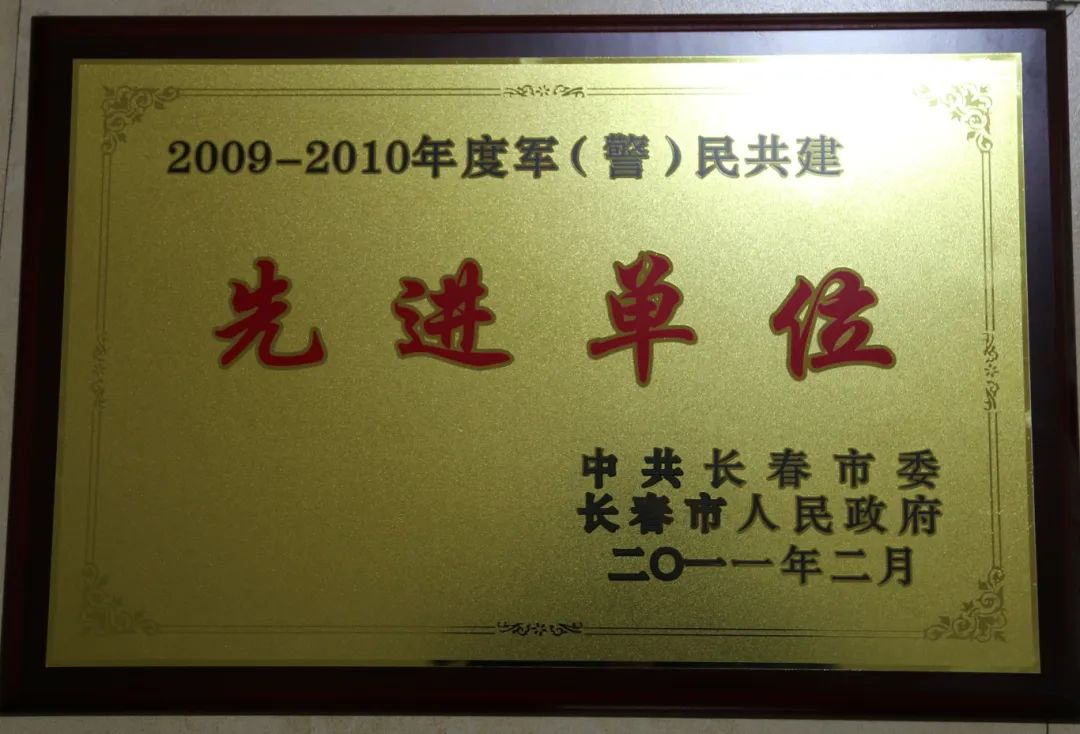 2009-2010年度军（警）民共建
先进单位
中共长春市委
长春市人民政府
二〇一一年二月